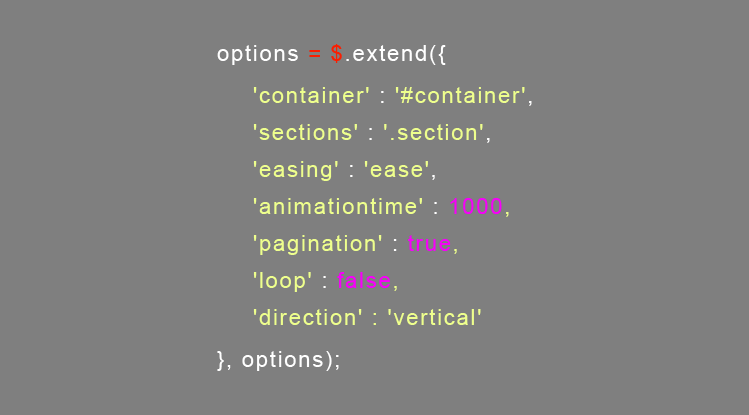 options = $.extend({
'container' : '#container',
'sections' : '.section',
'easing' : 'ease',
'animationtime' : 1000,
'pagination' : true,
'loop' : false,
'direction' : 'vertical'
}, options);